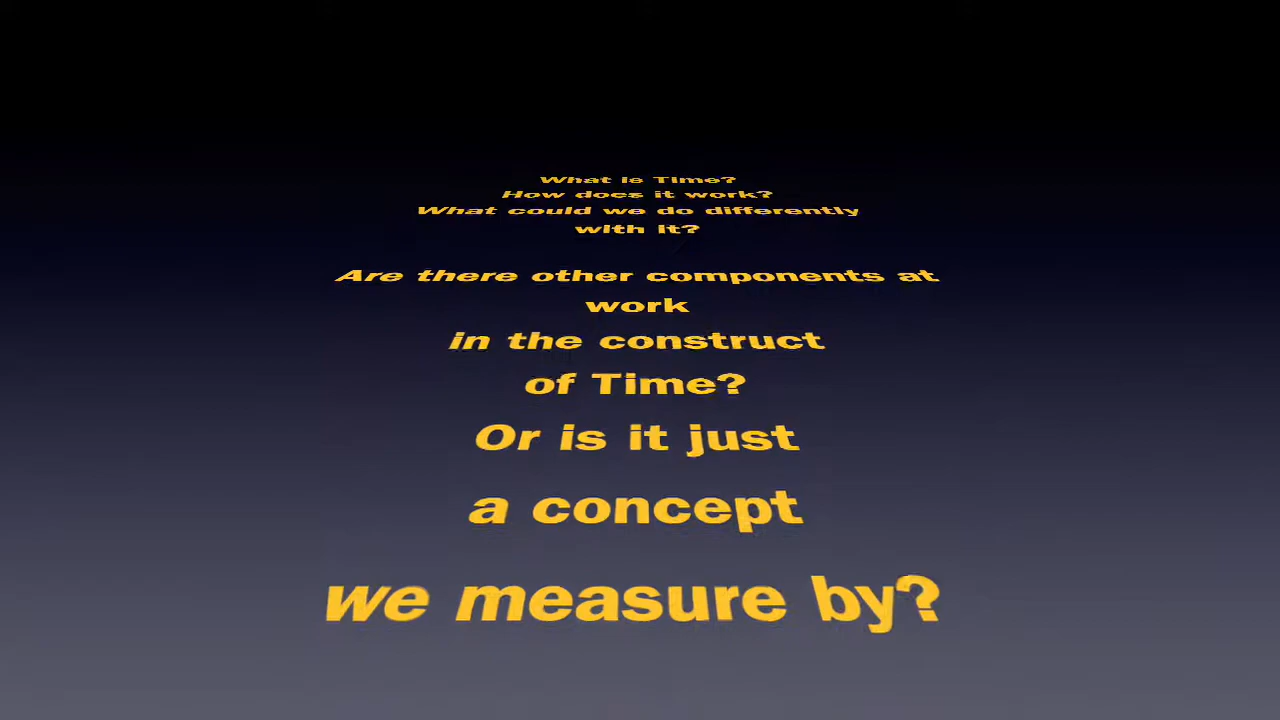 What is Time?
How does it work?
What could we do differently
with it?
Are there other components at
work
in the construct
of Time?
Or is it just
a concept
we measure by?